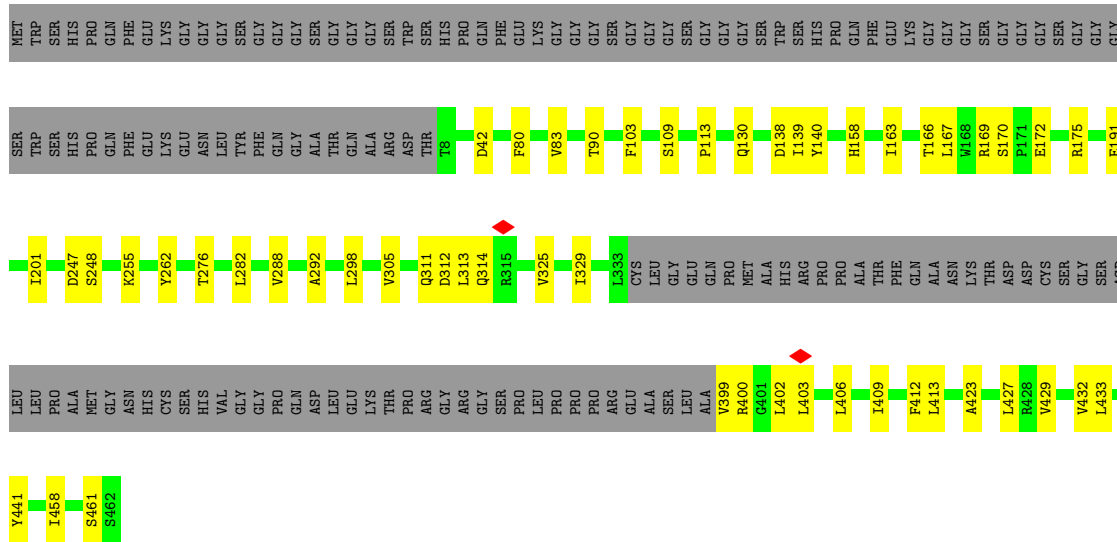 MET TRP SER HIS PRO GLN PHE GLU LYS GLY GLY GLY SER GLY GLY GLY SER GLY GLY GLY SER TRP SER HIS PRO GLN PHE GLU LYS GLY GLY GLY SER GLY GLY GLY SER GLY GLY GLY SER TRP SER HIS PRO GLN PHE GLU LYS GLY GLY GLY SER GLY GLY GLY SER GLY GLY GLY
SER TRP SER HIS PRO GLN PHE GLU LYS GLU ASN LEU TYR PHE GLN GLY ALA THR GLN ALA ARG ASP THR T8 D42 F80 V83 T90 F103 S109 P113 Q130 D138 I139 Y140 H158 I163 T166 L167 W168 R169 S170 P171 E172 R175 E191
I201 D247 S248 K255 Y262 T276 L282 V288 A292 L298 V305 Q311 D312 L313 Q314 R315 V325 I329 L333 CYS LEU GLY GLU GLN PRO MET ALA HIS ARG PRO PRO ALA THR PHE GLN ALA ASN LYS THR ASP ASP CYS SER GLY SER ASP
LEU LEU PRO ALA MET GLY ASN HIS CYS SER HIS VAL GLY GLY PRO GLN ASP LEU GLU LYS THR PRO ARG GLY ARG GLY SER PRO LEU PRO PRO PRO ARG GLU ALA SER LEU ALA V399 R400 G401 L402 L403 L406 I409 F412 L413 A423 L427 R428 V429 V432 L433
Y441 I458 S461 S462